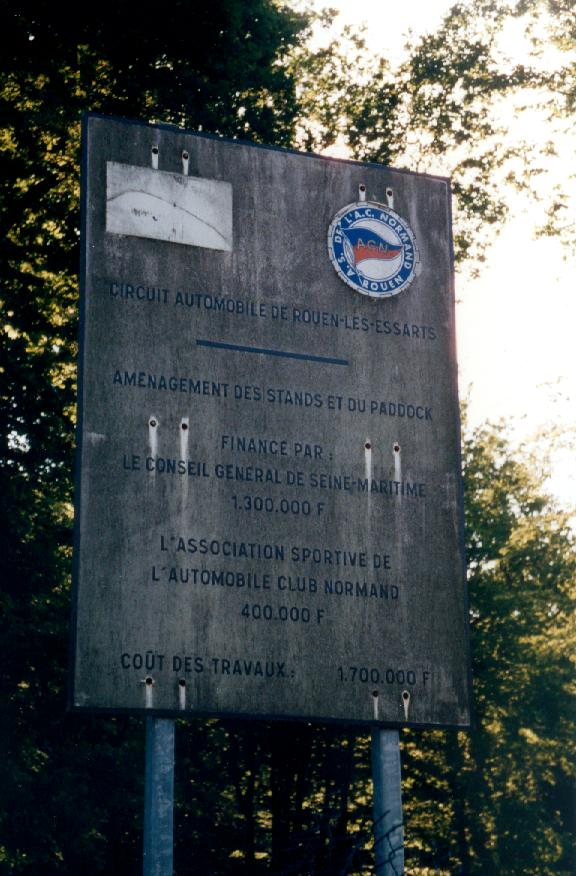 A.S. DE L'A.C. NORMAND
A.C.N.
ROUEN
CIRCUIT AUTOMOBILE DE ROUEN-LES-ESSARTS
AMENAGEMENT DES STANDS ET DU PADDOCK
FINANCE PAR :
LE CONSEIL GENERAL DE SEINE-MARITIME
1.300.000 F
L'ASSOCIATION SPORTIVE DE
L'AUTOMOBILE CLUB NORMAND
400.000 F
COÛT DES TRAVAUX : 1.700.000 F